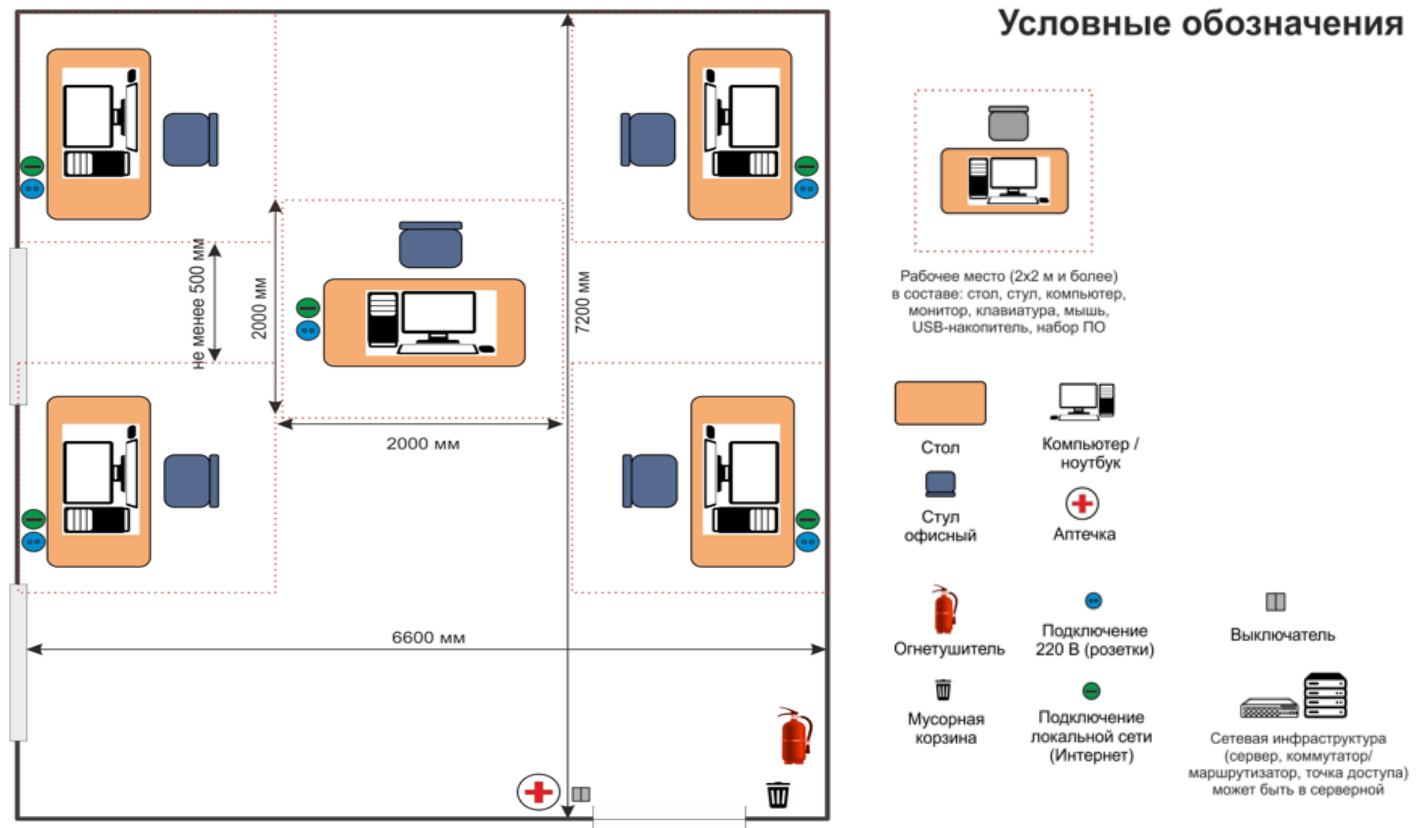 Условные обозначения
не менее 500 мм
2000 мм
7200 мм
2000 мм
6600 мм
Рабочее место (2х2 м и более)
в составе: стол, стул, компьютер,
монитор, клавиатура, мышь,
USB-накопитель, набор ПО
Стол
Компьютер /
ноутбук
Стул
офисный
Аптечка
Огнетушитель
Подключение
220 В (розетки)
Выключатель
Мусорная
корзина
Подключение
локальной сети
(Интернет)
Сетевая инфраструктура
(сервер, коммутатор/
маршрутизатор, точка доступа)
может быть в серверной